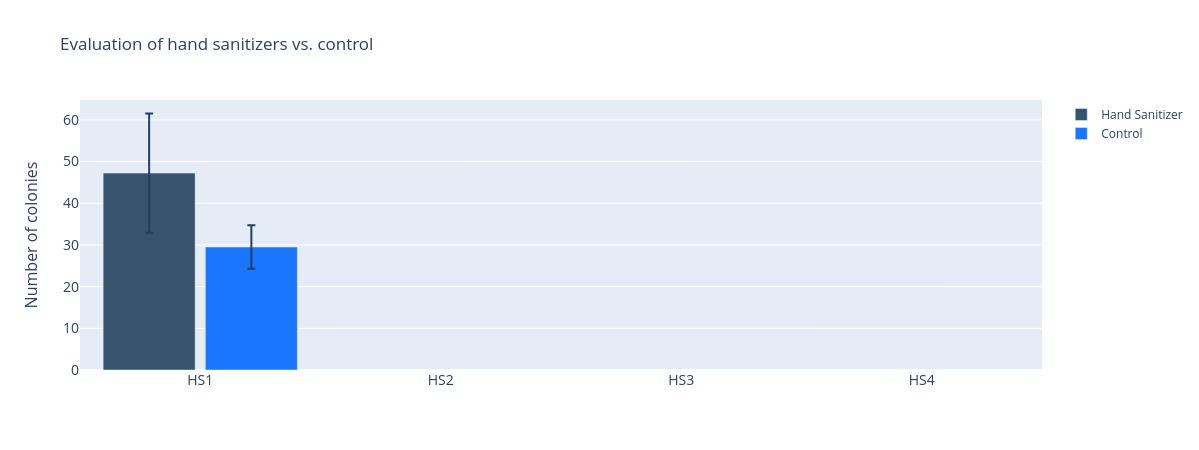 Evaluation of hand sanitizers vs. control
Hand Sanitizer
Control
Number of colonies
60
50
40
30
20
10
0
HS1
HS2
HS3
HS4